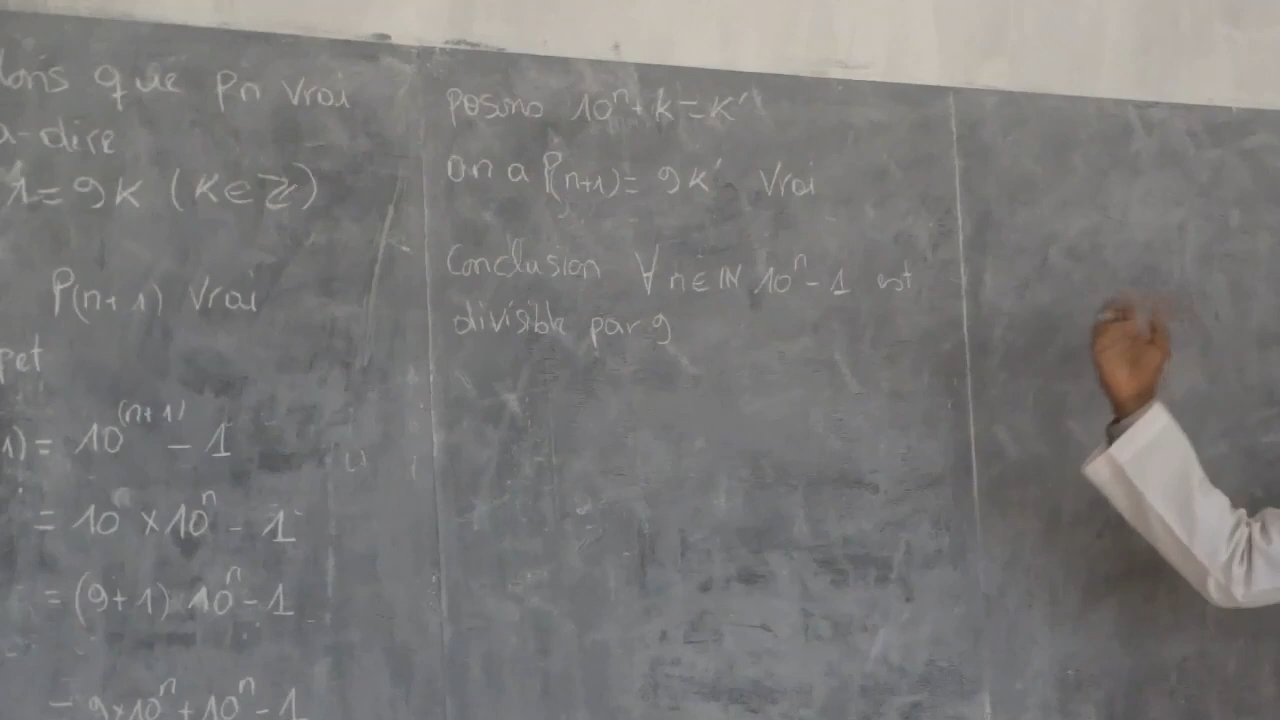 lons que Pn Vrai
a-dire
1 = 9K (K∈ℤ)
P(n+1) Vrai
pet
1) = 10^(n+1) - 1
= 10 × 10^n - 1
= (9+1) 10^n - 1
= 9×10^n + 10^n - 1
Posons 10^n + K = K'
on a P(n+1) = 9K' Vrai
Conclusion ∀ n ∈ IN 10^n - 1 est
divisible par 9